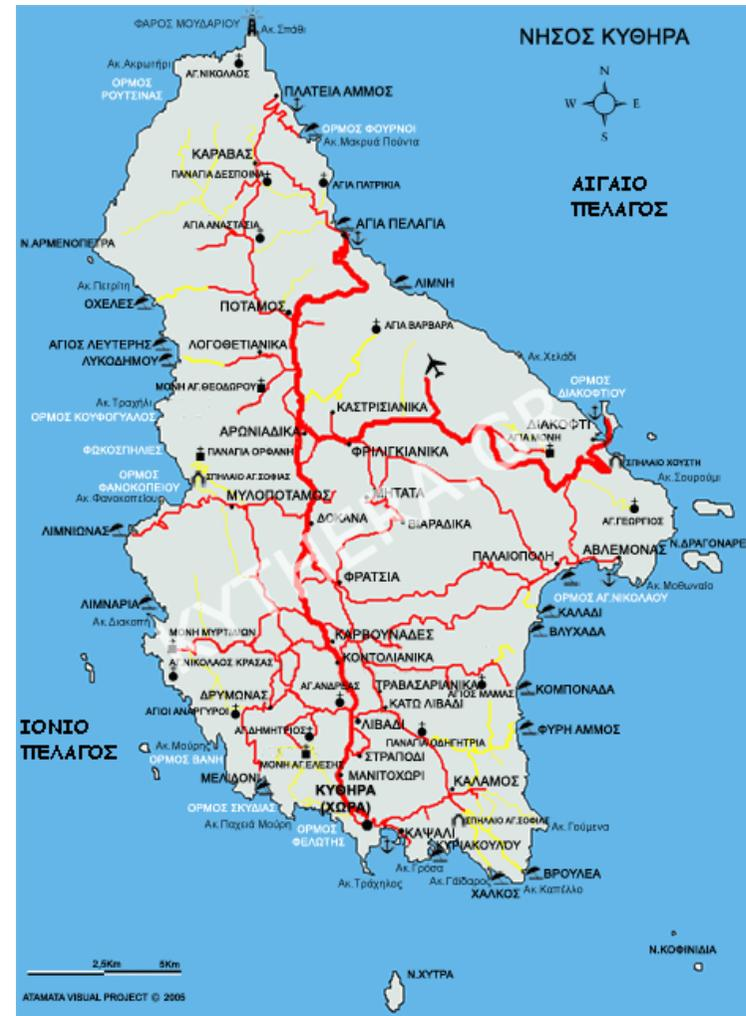 ΦΑΡΟΣ ΜΟΥΔΑΡΙΟΥ
Ακ. Σπάθι
ΝΗΣΟΣ ΚΥΘΗΡΑ
Ακ. Ακρωτήρι
ΑΓ.ΝΙΚΟΛΑΟΣ
N
W
E
S
ΟΡΜΟΣ
ΡΟΥΤΣΙΝΑΣ
ΠΛΑΤΕΙΑ ΑΜΜΟΣ
ΟΡΜΟΣ ΦΟΥΡΝΟΙ
Ακ. Μακρυά Πούντα
ΚΑΡΑΒΑΣ
ΠΑΝΑΓΙΑ ΔΕΣΠΟΙΝΑ
ΑΓΙΑ ΠΑΤΡΙΚΙΑ
ΑΙΓΑΙΟ
ΠΕΛΑΓΟΣ
ΑΓΙΑ ΑΝΑΣΤΑΣΙΑ
ΑΓΙΑ ΠΕΛΑΓΙΑ
Ν.ΑΡΜΕΝΟΠΕΤΡΑ
Ακ. Πετρίτη
ΛΙΜΝΗ
ΟΧΕΛΕΣ
ΠΟΤΑΜΟΣ
ΑΓΙΑ ΒΑΡΒΑΡΑ
ΑΓΙΟΣ ΛΕΥΤΕΡΗΣ
ΛΟΓΟΘΕΤΙΑΝΙΚΑ
ΛΥΚΟΔΗΜΟΥ
Ακ. Χελάδι
ΜΟΝΗ ΑΓ.ΘΕΟΔΩΡΟΥ
ΟΡΜΟΣ
ΔΙΑΚΟΦΤΙΟΥ
Ακ. Τραχήλι
ΟΡΜΟΣ ΚΟΥΦΟΓΥΑΛΟΣ
ΚΑΣΤΡΙΣΙΑΝΙΚΑ
ΔΙΑΚΟΦΤΙ
ΑΡΩΝΙΑΔΙΚΑ
ΑΓΙΑ ΜΟΝΗ
ΦΩΚΟΣΠΗΛΙΕΣ
ΠΑΝΑΓΙΑ ΟΡΦΑΝΗ
ΦΡΙΛΙΓΚΙΑΝΙΚΑ
ΣΠΗΛΑΙΟ ΧΟΥΣΤΗ
ΟΡΜΟΣ
ΦΑΝΟΚΟΠΕΙΟΥ
ΣΠΗΛΑΙΟ ΑΓ.ΣΟΦΙΑΣ
Ακ. Σουρούμι
Ακ. Φανοκοπείου
ΜΥΛΟΠΟΤΑΜΟΣ
ΜΗΤΑΤΑ
ΔΟΚΑΝΑ
ΒΙΑΡΑΔΙΚΑ
ΑΓ.ΓΕΩΡΓΙΟΣ
ΛΙΜΝΙΩΝΑΣ
Ν.ΔΡΑΓΟΝΑΡΕ
ΠΑΛΑΙΟΠΟΛΗ
ΑΒΛΕΜΟΝΑΣ
ΦΡΑΤΣΙΑ
Ακ. Μοθωναίο
ΟΡΜΟΣ ΑΓ.ΝΙΚΟΛΑΟΥ
ΛΙΜΝΑΡΙΑ
ΚΑΛΑΔΙ
Ακ. Διακοπή
ΒΛΥΧΑΔΑ
ΜΟΝΗ ΜΥΡΤΙΔΙΩΝ
ΚΑΡΒΟΥΝΑΔΕΣ
ΑΓ.ΝΙΚΟΛΑΟΣ ΚΡΑΣΑΣ
ΚΟΝΤΟΛΙΑΝΙΚΑ
ΑΓ.ΑΝΔΡΕΑΣ
ΤΡΑΒΑΣΑΡΙΑΝΙΚΑ
ΔΡΥΜΩΝΑΣ
ΑΓΙΟΣ ΜΑΜΑΣ
ΚΟΜΠΟΝΑΔΑ
ΑΓΙΟΙ ΑΝΑΡΓΥΡΟΙ
ΚΑΤΩ ΛΙΒΑΔΙ
ΙΟΝΙΟ
ΠΕΛΑΓΟΣ
ΑΓ.ΔΗΜΗΤΡΙΟΣ
ΛΙΒΑΔΙ
ΦΥΡΗ ΑΜΜΟΣ
Ακ. Μούρης
ΠΑΝΑΓΙΑ ΟΔΗΓΗΤΡΙΑ
ΟΡΜΟΣ ΒΑΝΗ
ΜΟΝΗ ΑΓ.ΕΛΕΣΗΣ
ΣΤΡΑΠΟΔΙ
ΜΕΛΙΔΟΝΙ
ΜΑΝΙΤΟΧΩΡΙ
ΚΑΛΑΜΟΣ
ΚΥΘΗΡΑ
(ΧΩΡΑ)
ΟΡΜΟΣ ΣΚΥΔΙΑΣ
Ακ. Παχειά Μούρη
ΣΠΗΛΑΙΟ ΑΓ.ΣΟΦΙΑΣ
Ακ. Γούμενα
ΟΡΜΟΣ
ΦΕΛΩΤΗΣ
ΚΑΨΑΛΙ
ΚΥΡΙΑΚΟΥΛΟΥ
Ακ. Γρόσα
ΒΡΟΥΛΕΑ
Ακ. Τράχηλος
Ακ. Γάϊδαρος
Ακ. Καπέλλο
ΧΑΛΚΟΣ
Ν.ΚΟΦΙΝΙΔΙΑ
2,5Km
5Km
Ν.ΧΥΤΡΑ
ATAMATA VISUAL PROJECT © 2005
KYTHERA.GR